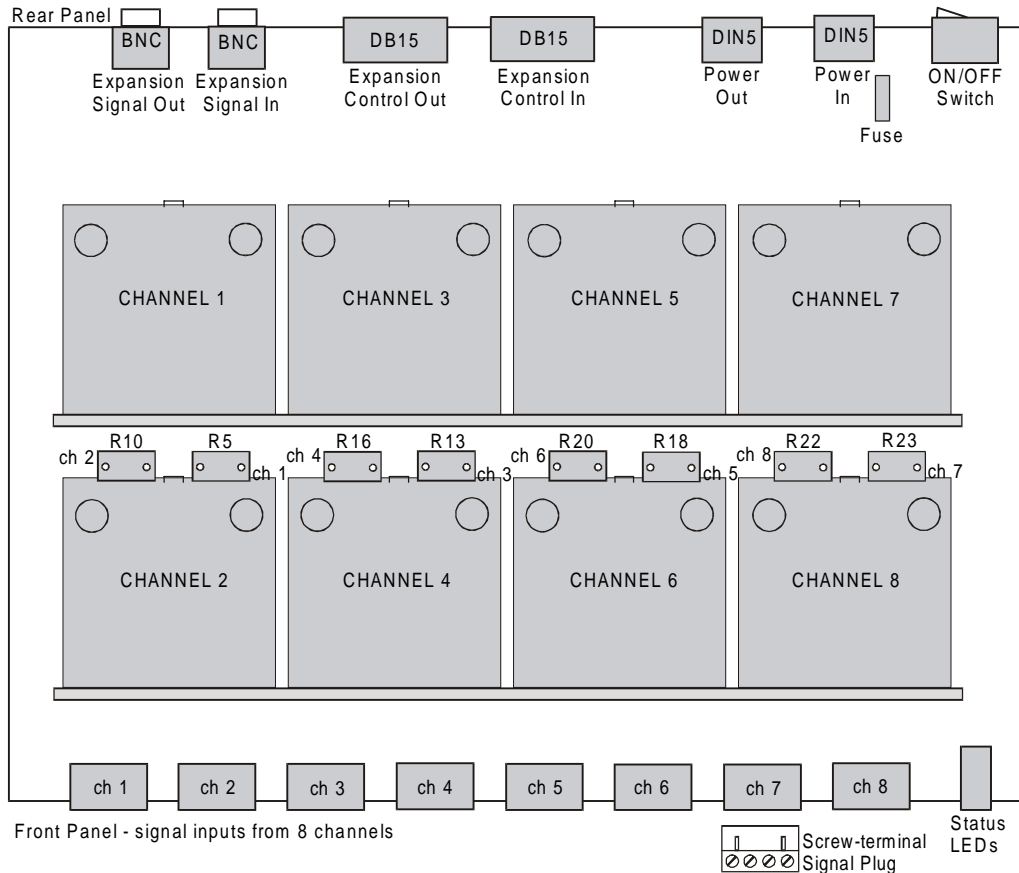 Rear Panel
BNC
BNC
DB15
DB15
DIN5
DIN5
Expansion
Signal Out
Expansion
Signal In
Expansion
Control Out
Expansion
Control In
Power
Out
Power
In
ON/OFF
Switch
Fuse
CHANNEL 1
CHANNEL 3
CHANNEL 5
CHANNEL 7
R10
R5
R16
R13
R20
R18
R22
R23
ch 2
ch 1
ch 4
ch 3
ch 6
ch 5
ch 8
ch 7
CHANNEL 2
CHANNEL 4
CHANNEL 6
CHANNEL 8
ch 1
ch 2
ch 3
ch 4
ch 5
ch 6
ch 7
ch 8
Front Panel - signal inputs from 8 channels
Screw-terminal
Signal Plug
Status
LEDs